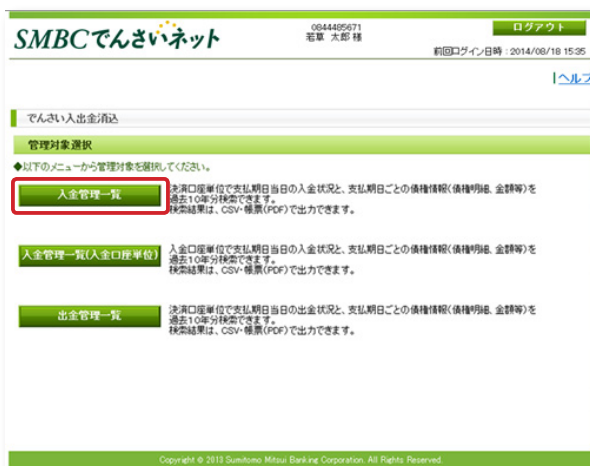 SMBCでんさいネット
0844485671
若草 太郎 様
ログアウト
前回ログイン日時：2014/08/18 15:35
ヘルプ
でんさい入出金消込
管理対象選択
◆以下のメニューから管理対象を選択してください。
入金管理一覧
決済口座単位で支払期日当日の入金状況と、支払期日ごとの債権情報(債権明細、金額等)を
過去10年分検索できます。
検索結果は、CSV・帳票(PDF)で出力できます。
入金管理一覧(入金口座単位)
入金口座単位で支払期日当日の入金状況と、支払期日ごとの債権情報(債権明細、金額等)を
過去10年分検索できます。
検索結果は、CSV・帳票(PDF)で出力できます。
出金管理一覧
決済口座単位で支払期日当日の出金状況と、支払期日ごとの債権情報(債権明細、金額等)を
過去10年分検索できます。
検索結果は、CSV・帳票(PDF)で出力できます。
Copyright © 2013 Sumitomo Mitsui Banking Corporation. All Rights Reserved.